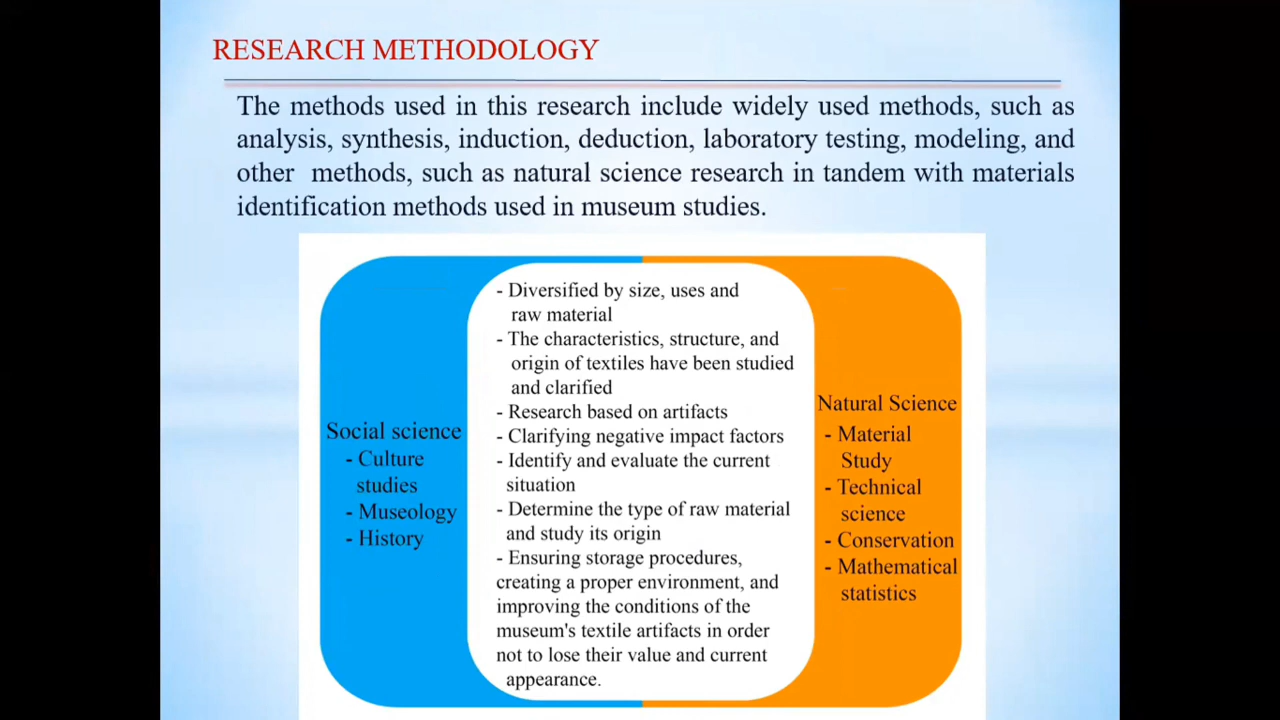 RESEARCH METHODOLOGY
The methods used in this research include widely used methods, such as
analysis, synthesis, induction, deduction, laboratory testing, modeling, and
other methods, such as natural science research in tandem with materials
identification methods used in museum studies.
Social science
- Culture
studies
- Museology
- History
- Diversified by size, uses and
raw material
- The characteristics, structure, and
origin of textiles have been studied
and clarified
- Research based on artifacts
- Clarifying negative impact factors
- Identify and evaluate the current
situation
- Determine the type of raw material
and study its origin
- Ensuring storage procedures,
creating a proper environment, and
improving the conditions of the
museum's textile artifacts in order
not to lose their value and current
appearance.
Natural Science
- Material
Study
- Technical
science
- Conservation
- Mathematical
statistics